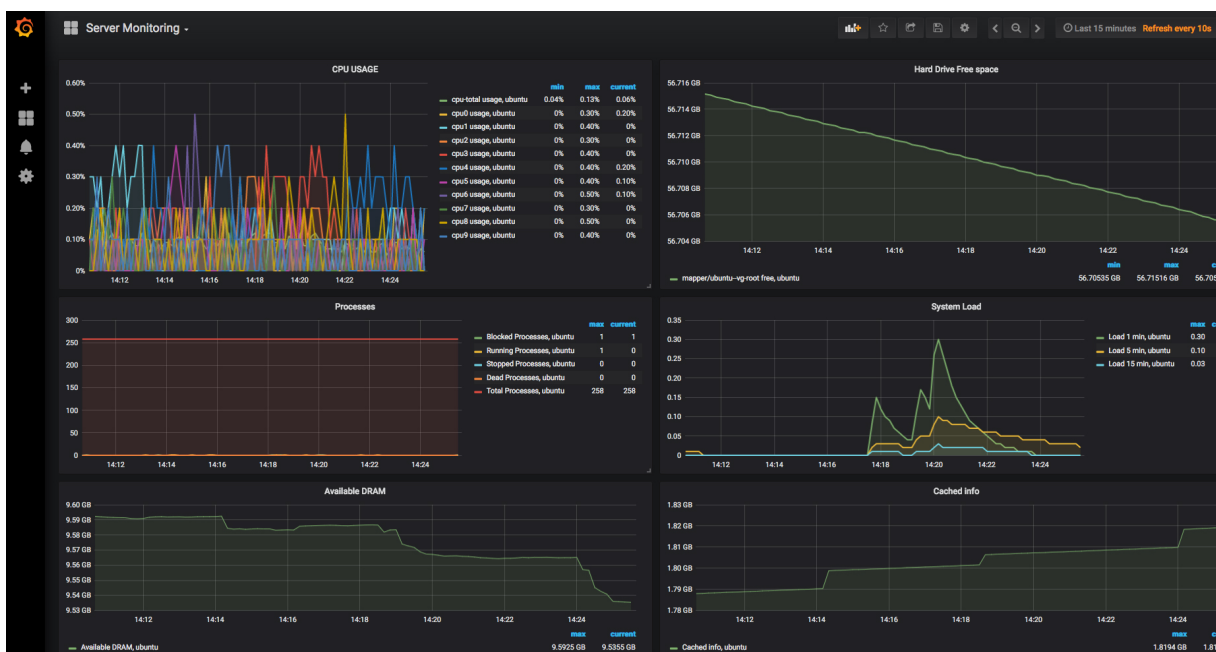 Server Monitoring
Last 15 minutes Refresh every 10s
CPU USAGE
0.60%
0.50%
0.40%
0.30%
0.20%
0.10%
0%
14:12 14:14 14:16 14:18 14:20 14:22 14:24
min max current
cpu-total usage, ubuntu 0.04% 0.13% 0.06%
cpu0 usage, ubuntu 0% 0.30% 0.20%
cpu1 usage, ubuntu 0% 0.40% 0%
cpu2 usage, ubuntu 0% 0.30% 0%
cpu3 usage, ubuntu 0% 0.40% 0%
cpu4 usage, ubuntu 0% 0.40% 0.20%
cpu5 usage, ubuntu 0% 0.40% 0.10%
cpu6 usage, ubuntu 0% 0.50% 0.10%
cpu7 usage, ubuntu 0% 0.30% 0%
cpu8 usage, ubuntu 0% 0.50% 0%
cpu9 usage, ubuntu 0% 0.40% 0%
Hard Drive Free space
56.716 GB
56.714 GB
56.712 GB
56.710 GB
56.708 GB
56.706 GB
56.704 GB
14:12 14:14 14:16 14:18 14:20 14:22 14:24
min max c
mapper/ubuntu--vg-root free, ubuntu 56.70535 GB 56.71516 GB 56.705
Processes
300
250
200
150
100
50
0
14:12 14:14 14:16 14:18 14:20 14:22 14:24
max current
Blocked Processes, ubuntu 1 1
Running Processes, ubuntu 1 0
Stopped Processes, ubuntu 0 0
Dead Processes, ubuntu 0 0
Total Processes, ubuntu 258 258
System Load
0.35
0.30
0.25
0.20
0.15
0.10
0.05
0
14:12 14:14 14:16 14:18 14:20 14:22 14:24
max c
Load 1 min, ubuntu 0.30
Load 5 min, ubuntu 0.10
Load 15 min, ubuntu 0.03
Available DRAM
9.60 GB
9.59 GB
9.58 GB
9.57 GB
9.56 GB
9.55 GB
9.54 GB
9.53 GB
14:12 14:14 14:16 14:18 14:20 14:22 14:24
max current
Available DRAM, ubuntu 9.5925 GB 9.5355 GB
Cached info
1.83 GB
1.82 GB
1.81 GB
1.80 GB
1.79 GB
1.78 GB
14:12 14:14 14:16 14:18 14:20 14:22 14:24
max c
Cached info, ubuntu 1.8194 GB 1.81